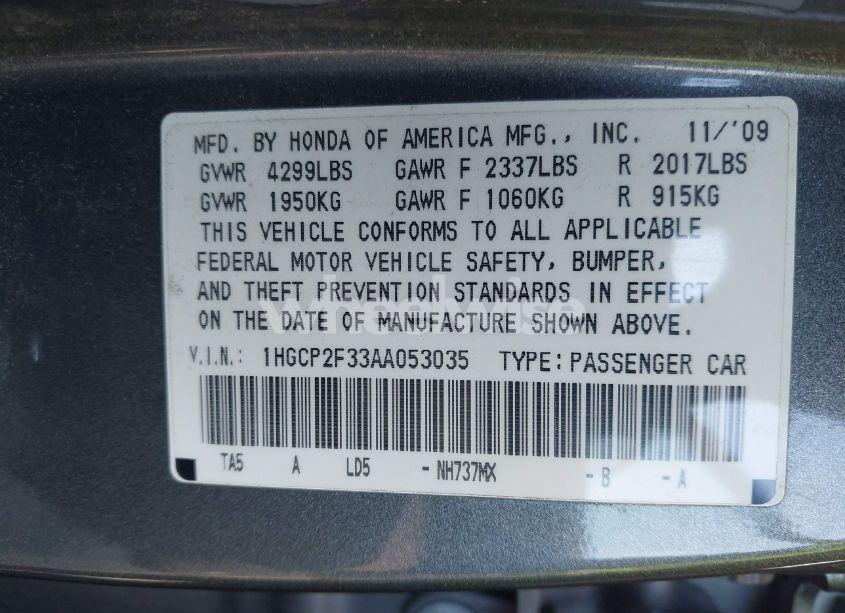 MFD. BY HONDA OF AMERICA MFG., INC. 11/'09
GVWR 4299LBS GAWR F 2337LBS R 2017LBS
GVWR 1950KG GAWR F 1060KG R 915KG
THIS VEHICLE CONFORMS TO ALL APPLICABLE
FEDERAL MOTOR VEHICLE SAFETY, BUMPER,
AND THEFT PREVENTION STANDARDS IN EFFECT
ON THE DATE OF MANUFACTURE SHOWN ABOVE.
V.I.N.: 1HGCP2F33AA053035 TYPE:PASSENGER CAR
TA5 A LD5 -NH737MX -B -A